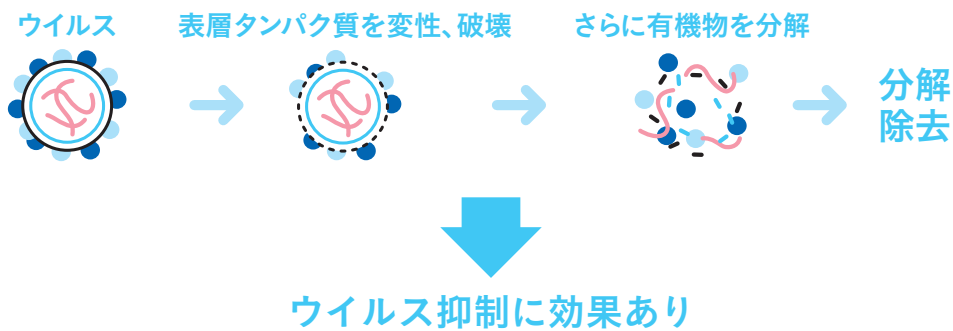 ウイルス
表層タンパク質を変性、破壊
さらに有機物を分解
分解
除去
ウイルス抑制に効果あり